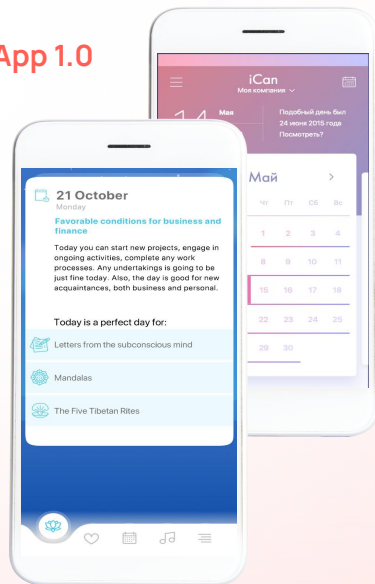 App 1.0
iCan
Моя компания
14 Мая
Подобный день был
24 июня 2015 года
Посмотреть?
Май >
Чт Пт Сб Вс
1 2 3 4
8 9 10 11
15 16 17 18
22 23 24 25
29 30
21 October
Monday
Favorable conditions for business and
finance
Today you can start new projects, engage in
ongoing activities, complete any work
processes. Any undertakings is going to be
just fine today. Also, the day is good for new
acquaintances, both business and personal.
Today is a perfect day for:
Letters from the subconscious mind
Mandalas
The Five Tibetan Rites